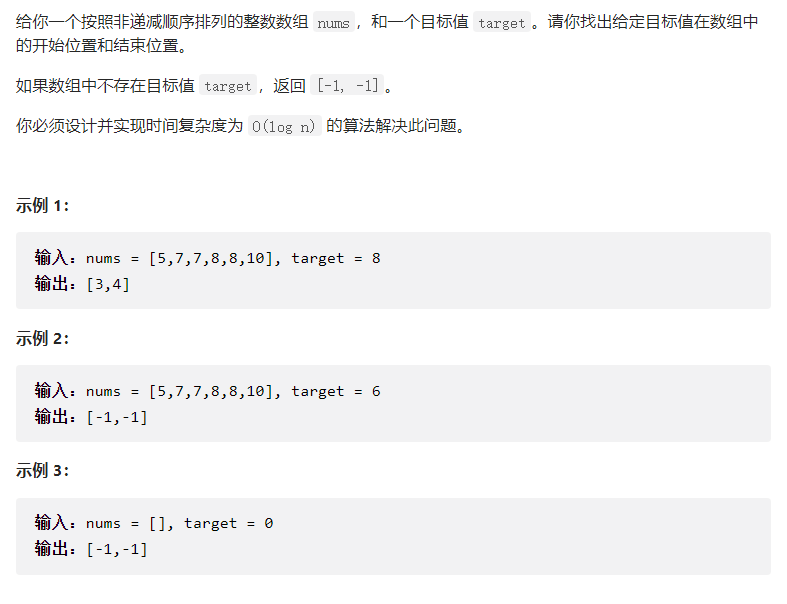 给你一个按照非递减顺序排列的整数数组 nums，和一个目标值 target。请你找出给定目标值在数组中
的开始位置和结束位置。
如果数组中不存在目标值 target，返回 [-1, -1]。
你必须设计并实现时间复杂度为 O(log n) 的算法解决此问题。
示例 1：
输入：nums = [5,7,7,8,8,10], target = 8
输出：[3,4]
示例 2：
输入：nums = [5,7,7,8,8,10], target = 6
输出：[-1,-1]
示例 3：
输入：nums = [], target = 0
输出：[-1,-1]